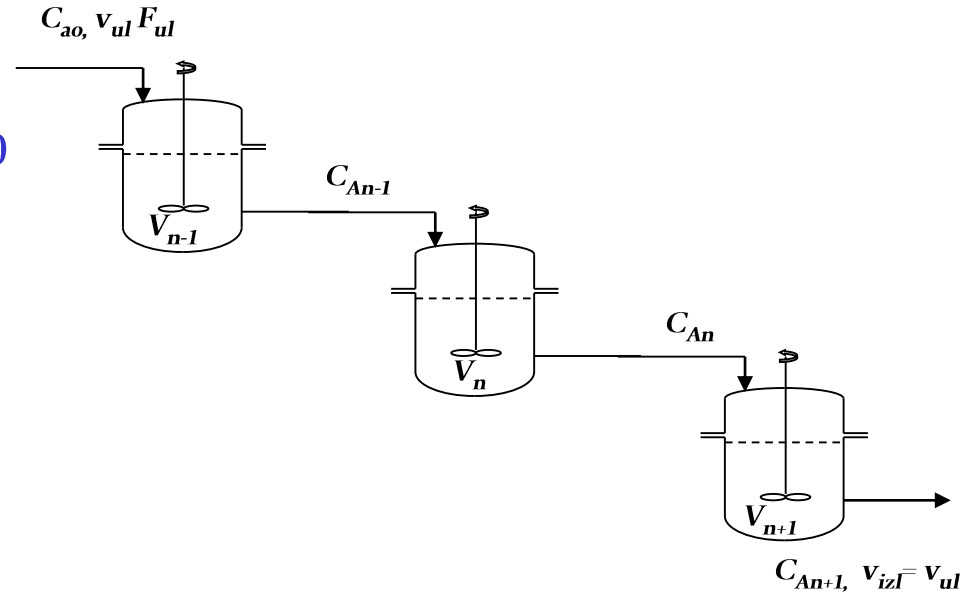 C_ao, v_ul F_ul
C_An-1
V_n-1
C_An
V_n
V_n+1
C_An+1, v_izl = v_ul